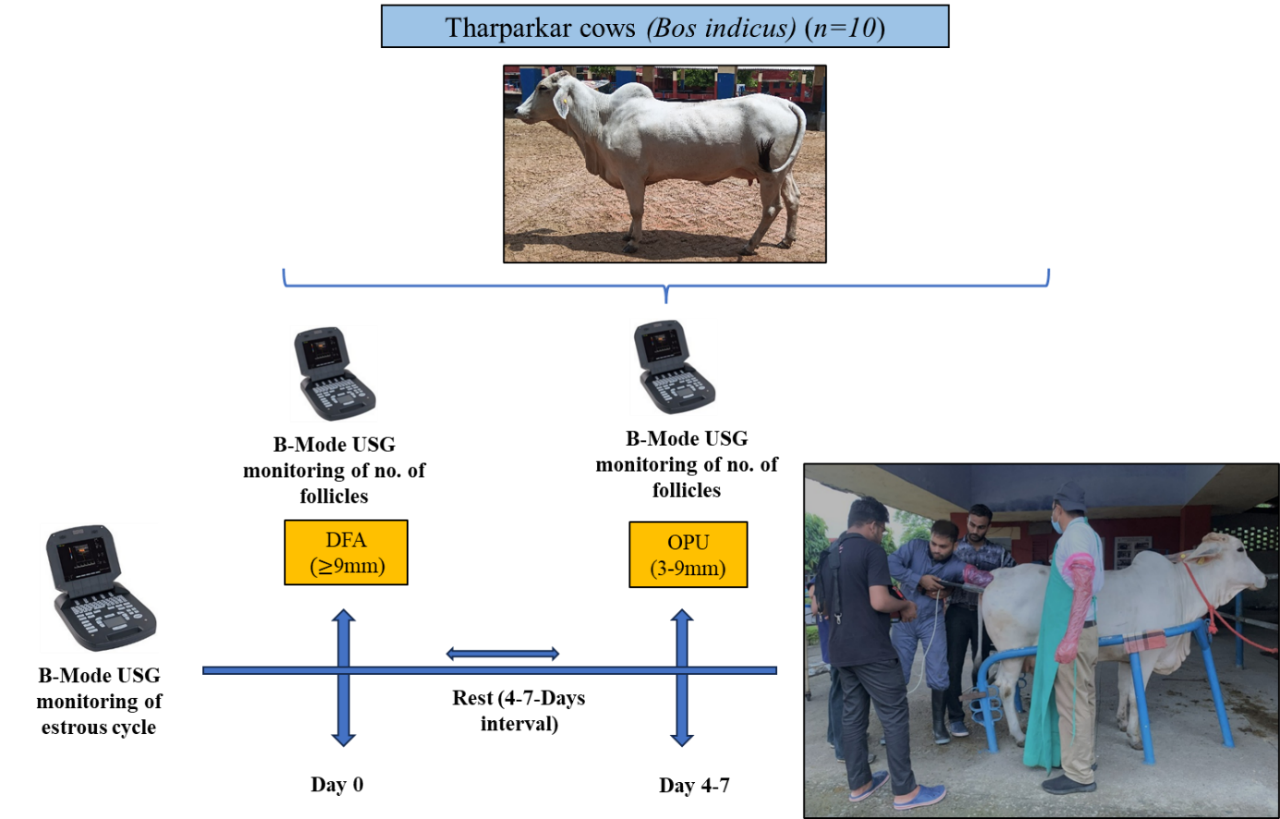 Tharparkar cows (Bos indicus) (n=10)
B-Mode USG
monitoring of no. of
follicles
B-Mode USG
monitoring of no. of
follicles
DFA
(≥9mm)
OPU
(3-9mm)
B-Mode USG
monitoring of
estrous cycle
Rest (4-7-Days
interval)
Day 0
Day 4-7